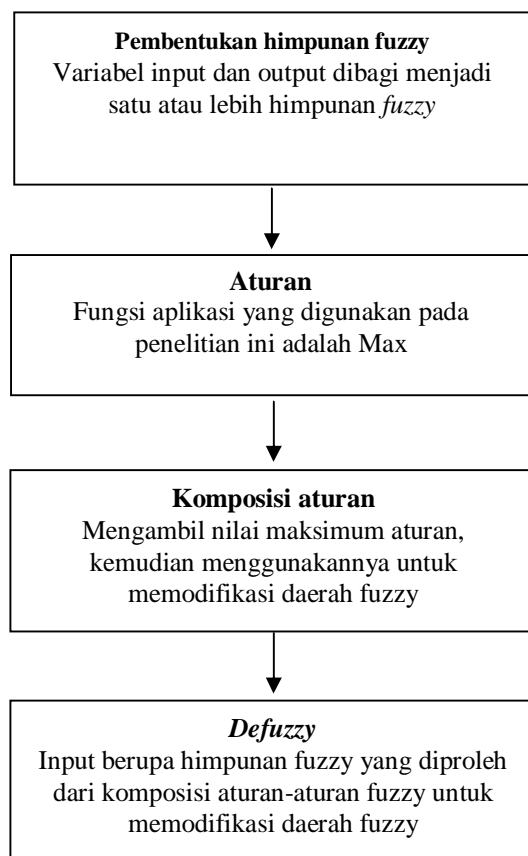 Pembentukan himpunan fuzzy
Variabel input dan output dibagi menjadi
satu atau lebih himpunan fuzzy
Aturan
Fungsi aplikasi yang digunakan pada
penelitian ini adalah Max
Komposisi aturan
Mengambil nilai maksimum aturan,
kemudian menggunakannya untuk
memodifikasi daerah fuzzy
Defuzzy
Input berupa himpunan fuzzy yang diproleh
dari komposisi aturan-aturan fuzzy untuk
memodifikasi daerah fuzzy